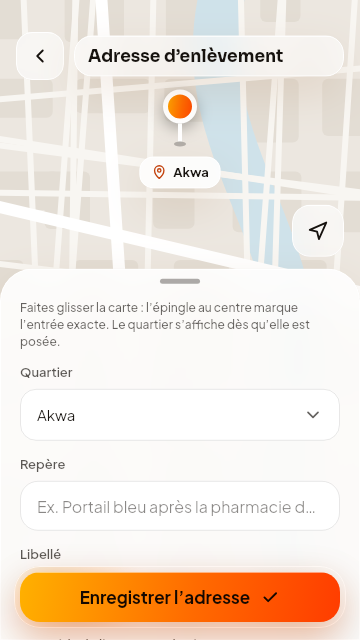 Adresse d’enlèvement
Akwa
Faites glisser la carte : l’épingle au centre marque
l’entrée exacte. Le quartier s’affiche dès qu’elle est
posée.
Quartier
Akwa
Repère
Ex. Portail bleu après la pharmacie d…
Libellé
Enregistrer l’adresse